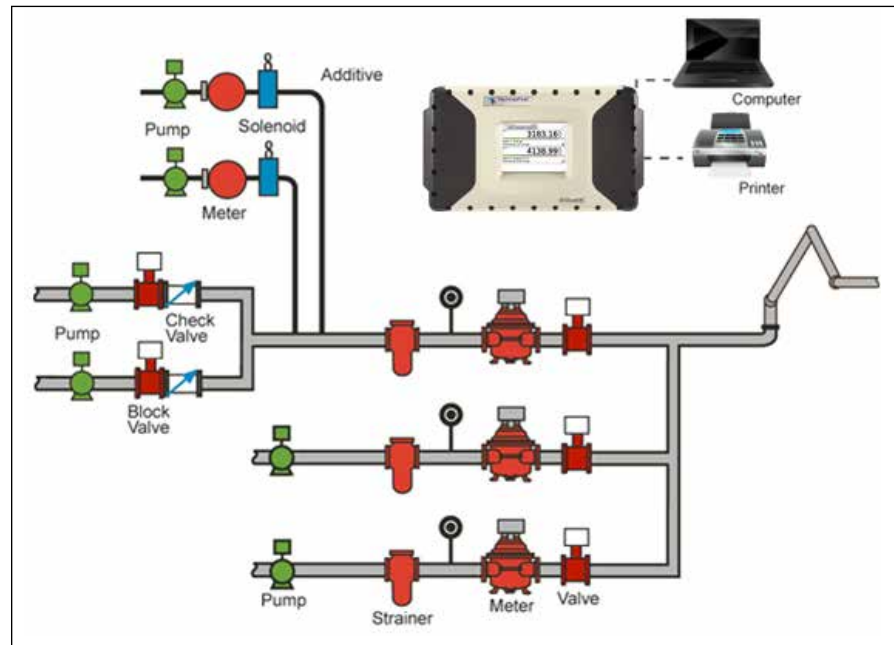 Additive
Pump
Solenoid
Meter
Computer
Printer
3183.16
4138.99
Pump
Check
Valve
Block
Valve
Pump
Strainer
Meter
Valve